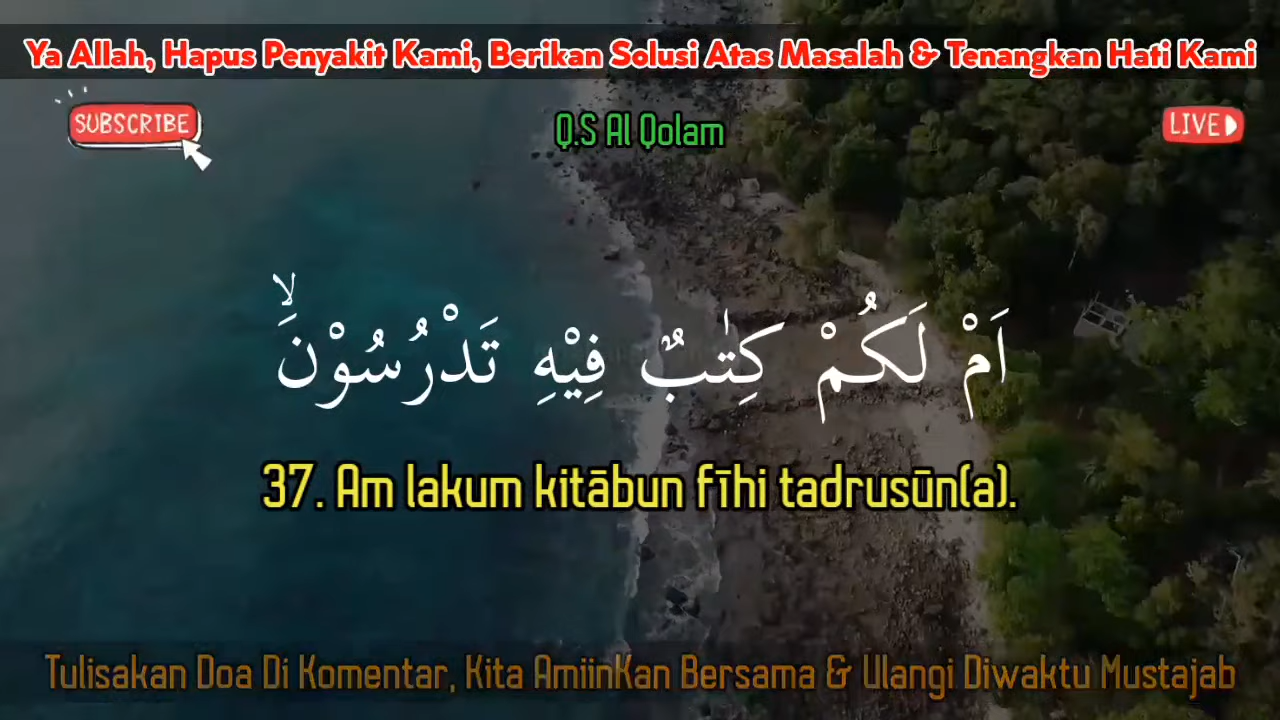 Ya Allah, Hapus Penyakit Kami, Berikan Solusi Atas Masalah & Tenangkan Hati Kami
SUBSCRIBE
Q.S Al Qolam
LIVE
اَمْ لَكُمْ كِتٰبٌ فِيْهِ تَدْرُسُوْنَۙ
37. Am lakum kitābun fīhi tadrusūn(a).
Tulisakan Doa Di Komentar, Kita AmiinKan Bersama & Ulangi Diwaktu Mustajab